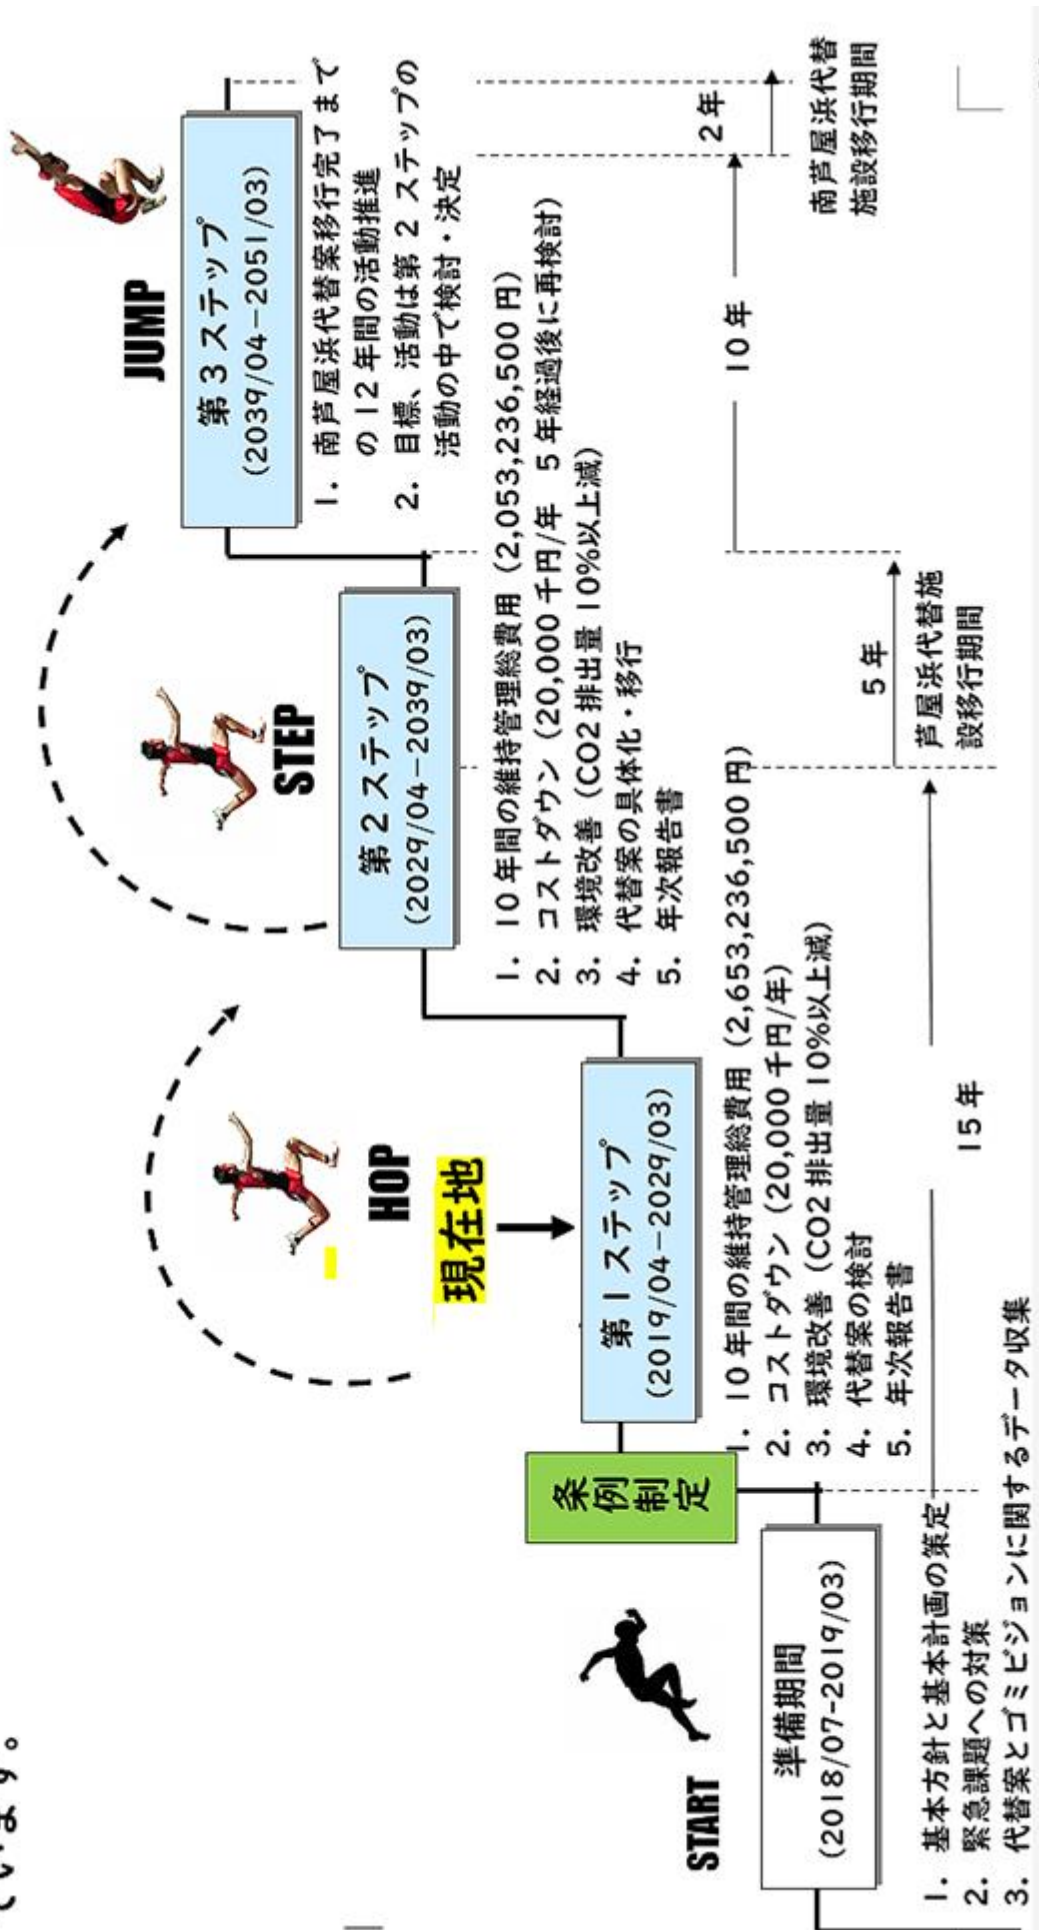 ています。
START
準備期間
(2018/07-2019/03)
1. 基本方針と基本計画の策定
2. 緊急課題への対策
3. 代替案とゴミビジョンに関するデータ収集
条例制定
HOP
現在地
第1ステップ
(2019/04-2029/03)
1. 10年間の維持管理総費用(2,653,236,500円)
2. コストダウン(20,000千円/年)
3. 環境改善(CO2排出量10%以上減)
4. 代替案の検討
5. 年次報告書
STEP
第2ステップ
(2029/04-2039/03)
1. 10年間の維持管理総費用(2,053,236,500円)
2. コストダウン(20,000千円/年 5年経過後に再検討)
3. 環境改善(CO2排出量10%以上減)
4. 代替案の具体化・移行
5. 年次報告書
JUMP
第3ステップ
(2039/04-2051/03)
1. 南芦屋浜代替案移行完了まで
の12年間の活動推進
2. 目標、活動は第2ステップの
活動の中で検討・決定
15年
5年
芦屋浜代替施
設移行期間
10年
2年
南芦屋浜代替
施設移行期間